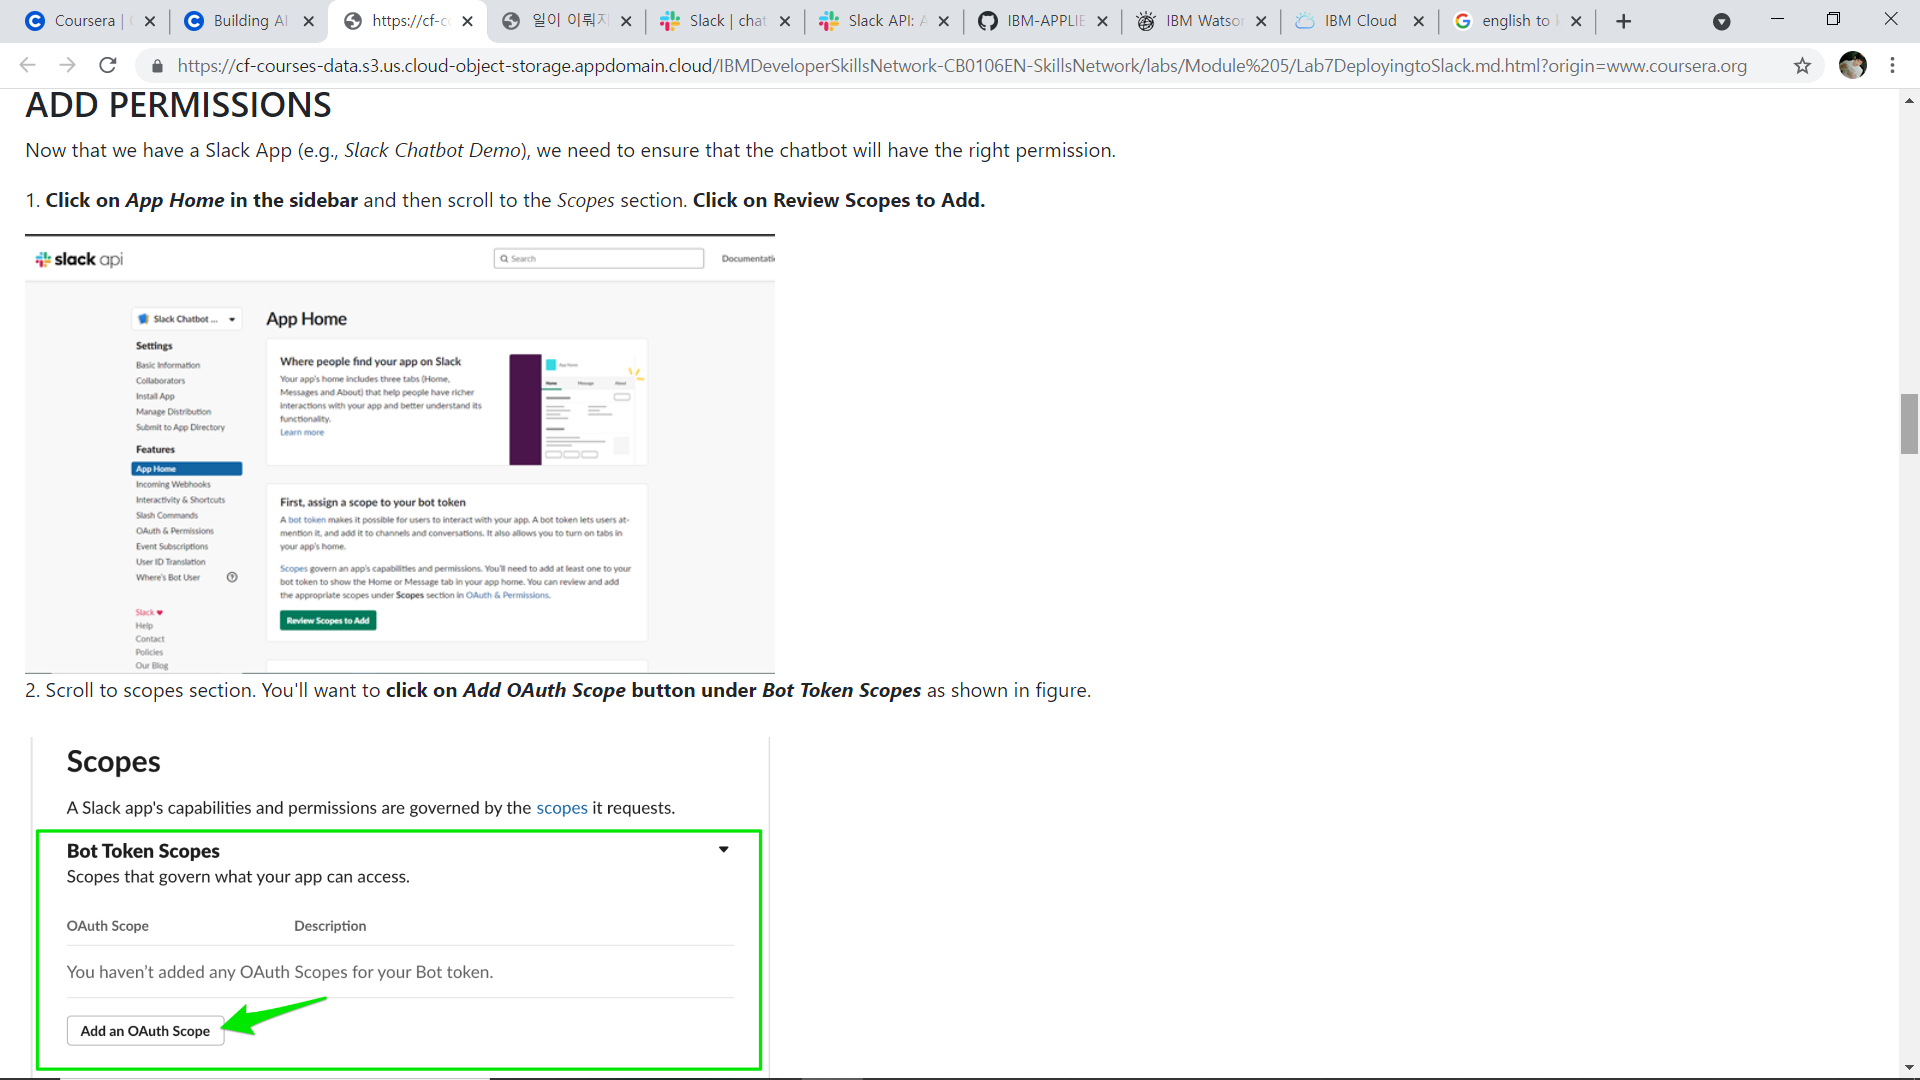 Coursera |
Building AI
https://cf-c
일이 이뤄지
Slack | chat
Slack API: A
IBM-APPLIE
IBM Watson
IBM Cloud
english to k
https://cf-courses-data.s3.us.cloud-object-storage.appdomain.cloud/IBMDeveloperSkillsNetwork-CB0106EN-SkillsNetwork/labs/Module%205/Lab7DeployingtoSlack.md.html?origin=www.coursera.org
ADD PERMISSIONS
Now that we have a Slack App (e.g., Slack Chatbot Demo), we need to ensure that the chatbot will have the right permission.
1. Click on App Home in the sidebar and then scroll to the Scopes section. Click on Review Scopes to Add.
slack api
Search
Documentati
Slack Chatbot ...
Settings
Basic Information
Collaborators
Install App
Manage Distribution
Submit to App Directory
Features
App Home
Incoming Webhooks
Interactivity & Shortcuts
Slash Commands
OAuth & Permissions
Event Subscriptions
User ID Translation
Where's Bot User
Slack ♥
Help
Contact
Policies
Our Blog
App Home
Where people find your app on Slack
Your app's home includes three tabs (Home,
Messages and About) that help people have richer
interactions with your app and better understand its
functionality.
Learn more
App Home
Home
Message
About
First, assign a scope to your bot token
A bot token makes it possible for users to interact with your app. A bot token lets users at-
mention it, and add it to channels and conversations. It also allows you to turn on tabs in
your app's home.
Scopes govern an app's capabilities and permissions. You'll need to add at least one to your
bot token to show the Home or Message tab in your app home. You can review and add
the appropriate scopes under Scopes section in OAuth & Permissions.
Review Scopes to Add
2. Scroll to scopes section. You'll want to click on Add OAuth Scope button under Bot Token Scopes as shown in figure.
Scopes
A Slack app's capabilities and permissions are governed by the scopes it requests.
Bot Token Scopes
Scopes that govern what your app can access.
OAuth Scope
Description
You haven't added any OAuth Scopes for your Bot token.
Add an OAuth Scope